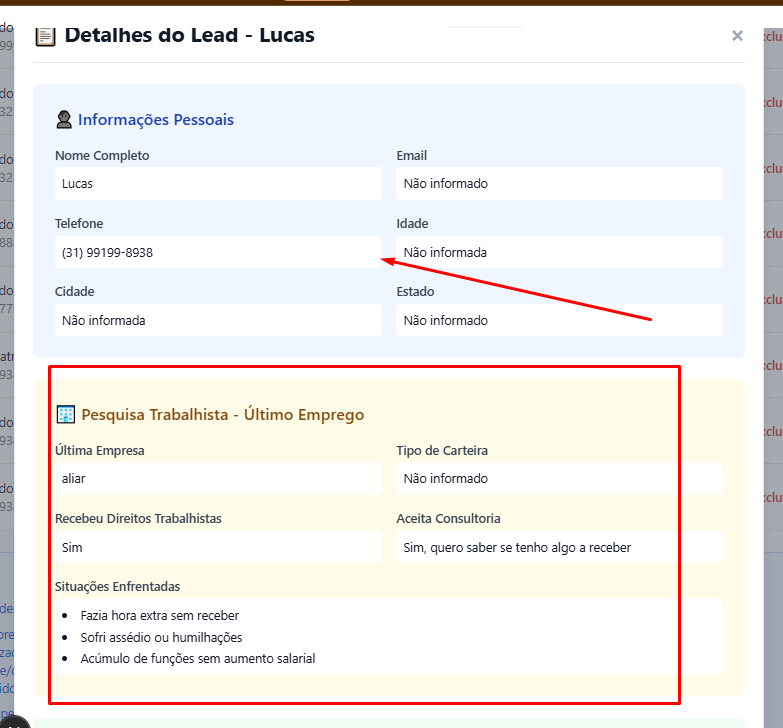 Detalhes do Lead - Lucas
Informações Pessoais
Nome Completo
Email
Lucas
Não informado
Telefone
Idade
(31) 99199-8938
Não informada
Cidade
Estado
Não informada
Não informado
Pesquisa Trabalhista - Último Emprego
Última Empresa
Tipo de Carteira
aliar
Não informado
Recebeu Direitos Trabalhistas
Aceita Consultoria
Sim
Sim, quero saber se tenho algo a receber
Situações Enfrentadas
Fazia hora extra sem receber
Sofri assédio ou humilhações
Acúmulo de funções sem aumento salarial